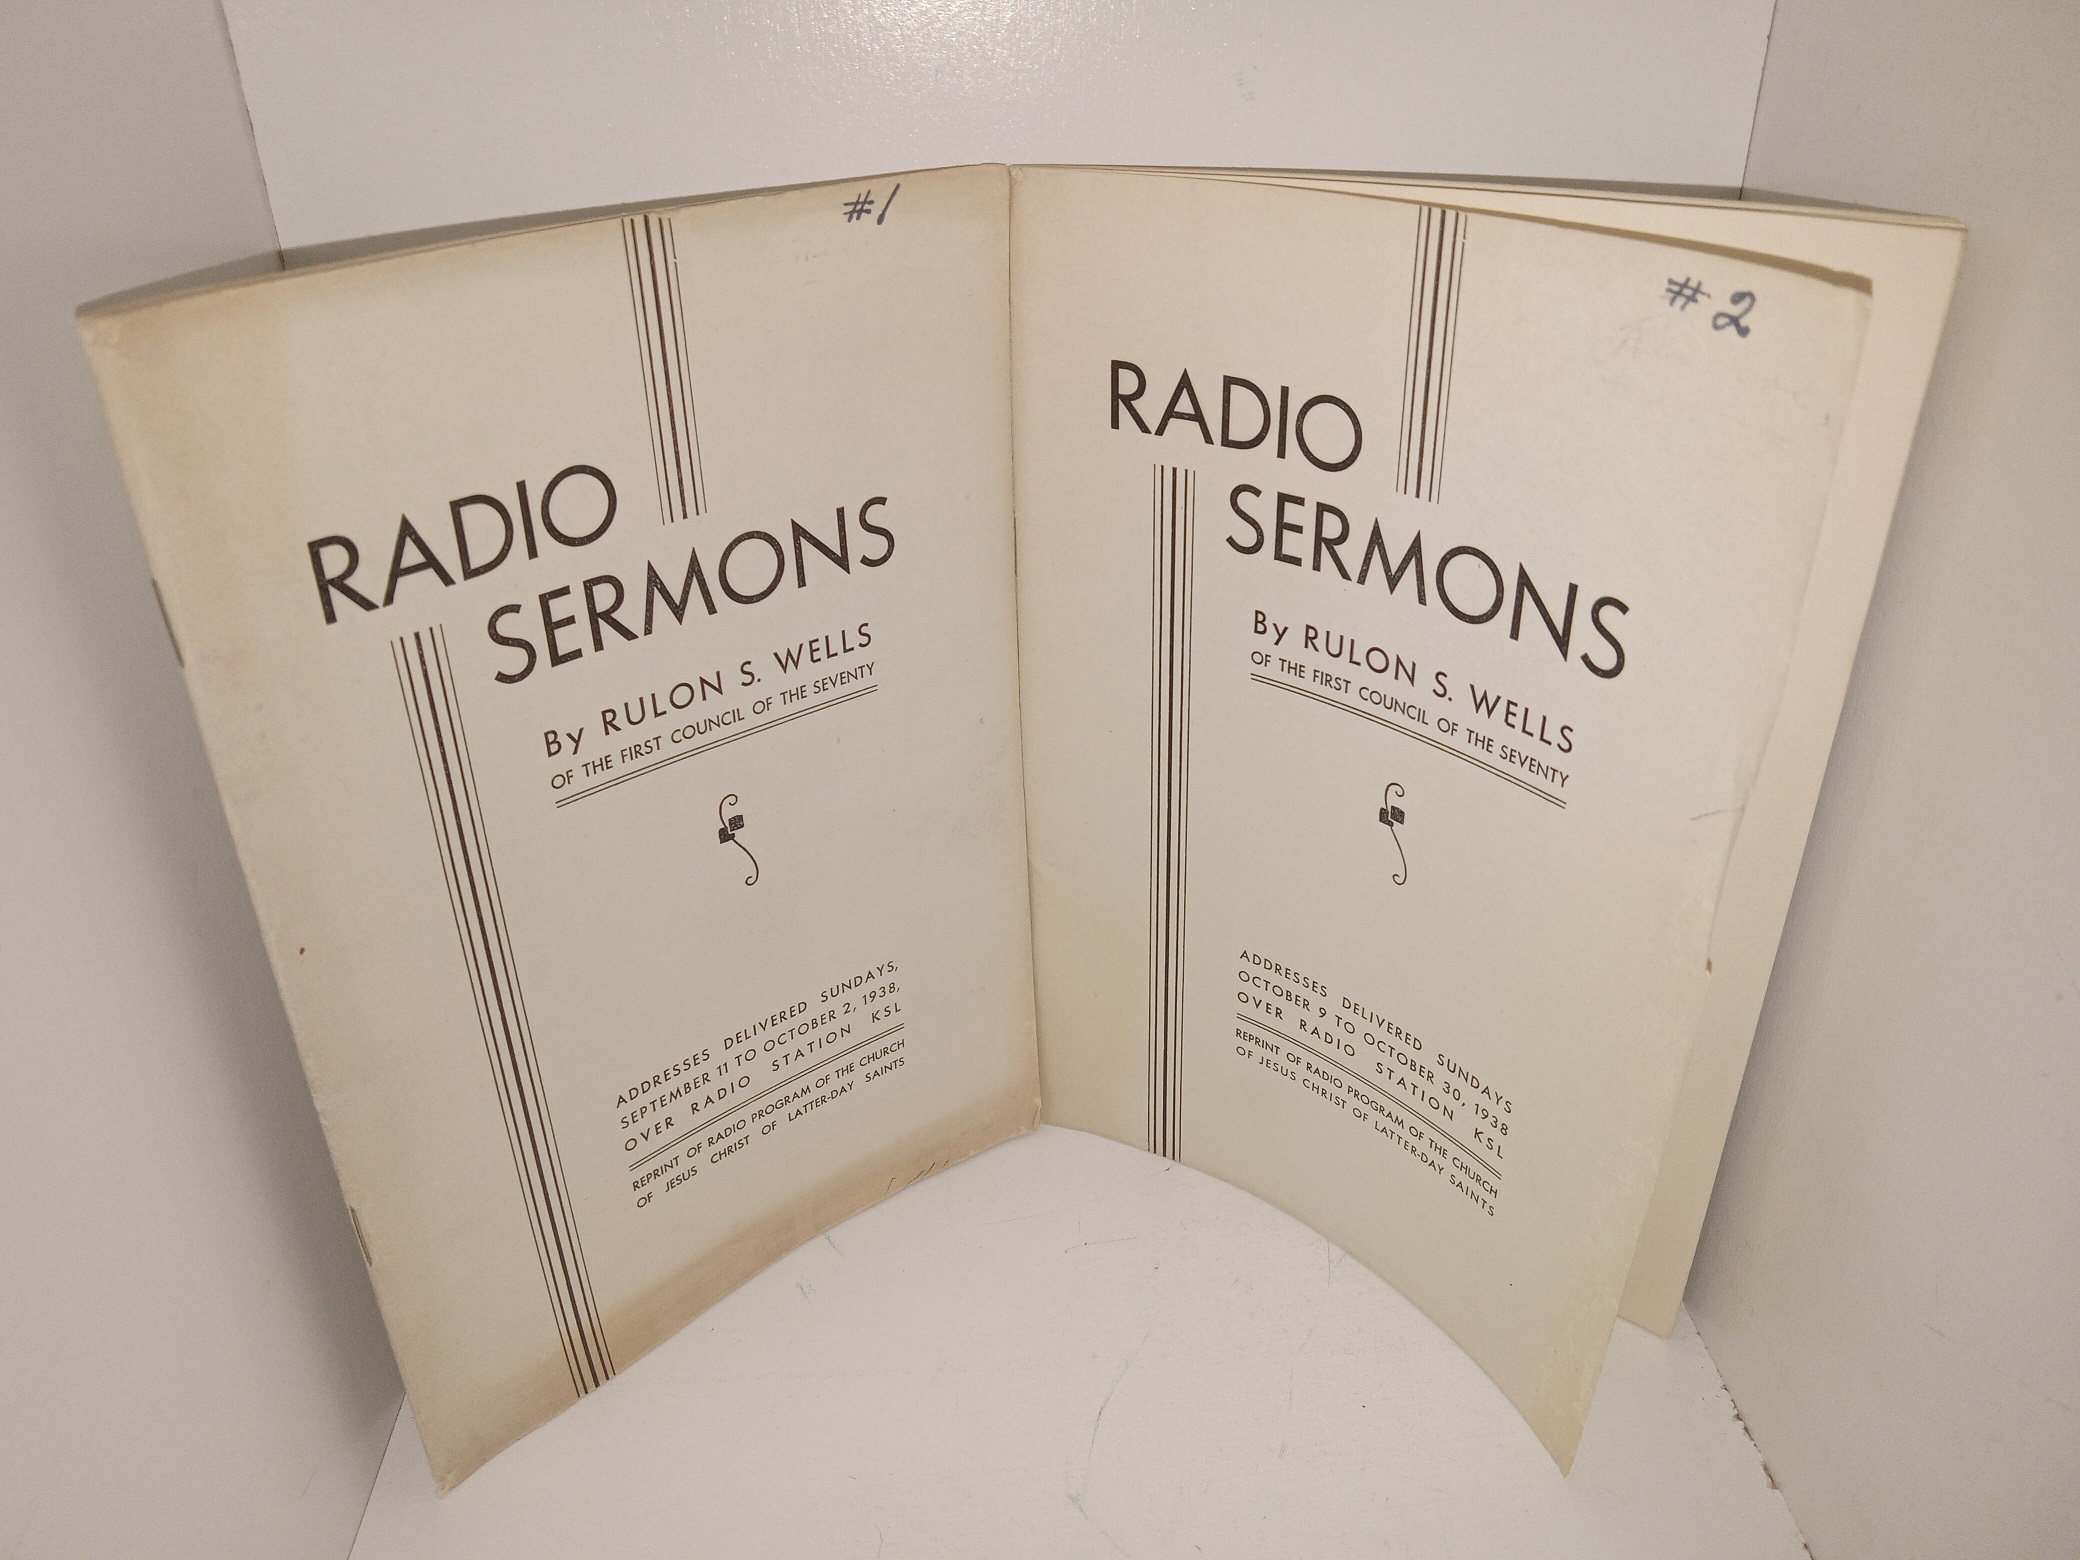 #1
RADIO
SERMONS
By RULON S. WELLS
OF THE FIRST COUNCIL OF THE SEVENTY
ADDRESSES DELIVERED SUNDAYS,
SEPTEMBER 11 TO OCTOBER 2, 1938,
OVER RADIO STATION KSL
REPRINT OF RADIO PROGRAM OF THE CHURCH
OF JESUS CHRIST OF LATTER-DAY SAINTS
#2
RADIO
SERMONS
By RULON S. WELLS
OF THE FIRST COUNCIL OF THE SEVENTY
ADDRESSES DELIVERED SUNDAYS
OCTOBER 9 TO OCTOBER 30, 1938
OVER RADIO STATION KSL
REPRINT OF RADIO PROGRAM OF THE CHURCH
OF JESUS CHRIST OF LATTER-DAY SAINTS